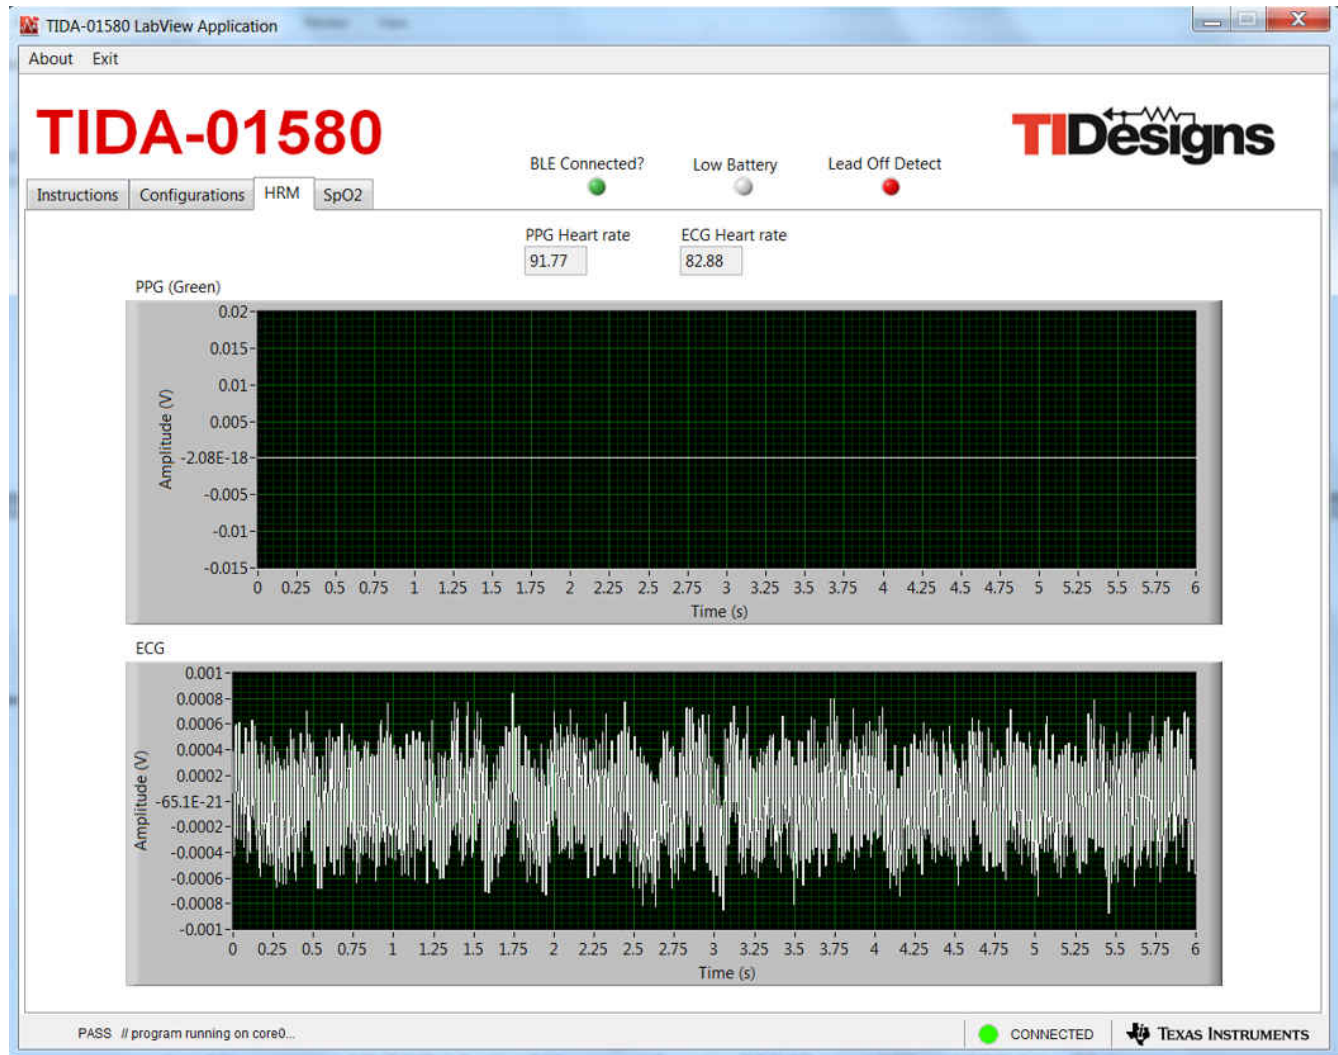 TIDA-01580 LabView Application
About Exit
TIDA-01580
TIDesigns
BLE Connected? Low Battery Lead Off Detect
Instructions Configurations HRM SpO2
PPG Heart rate ECG Heart rate
91.77 82.88
PPG (Green)
0.02
0.015
0.01
0.005
-2.08E-18
-0.005
-0.01
-0.015
Amplitude (V)
0 0.25 0.5 0.75 1 1.25 1.5 1.75 2 2.25 2.5 2.75 3 3.25 3.5 3.75 4 4.25 4.5 4.75 5 5.25 5.5 5.75 6
Time (s)
ECG
0.001
0.0008
0.0006
0.0004
0.0002
-65.1E-21
-0.0002
-0.0004
-0.0006
-0.0008
-0.001
Amplitude (V)
0 0.25 0.5 0.75 1 1.25 1.5 1.75 2 2.25 2.5 2.75 3 3.25 3.5 3.75 4 4.25 4.5 4.75 5 5.25 5.5 5.75 6
Time (s)
PASS // program running on core0... CONNECTED TEXAS INSTRUMENTS